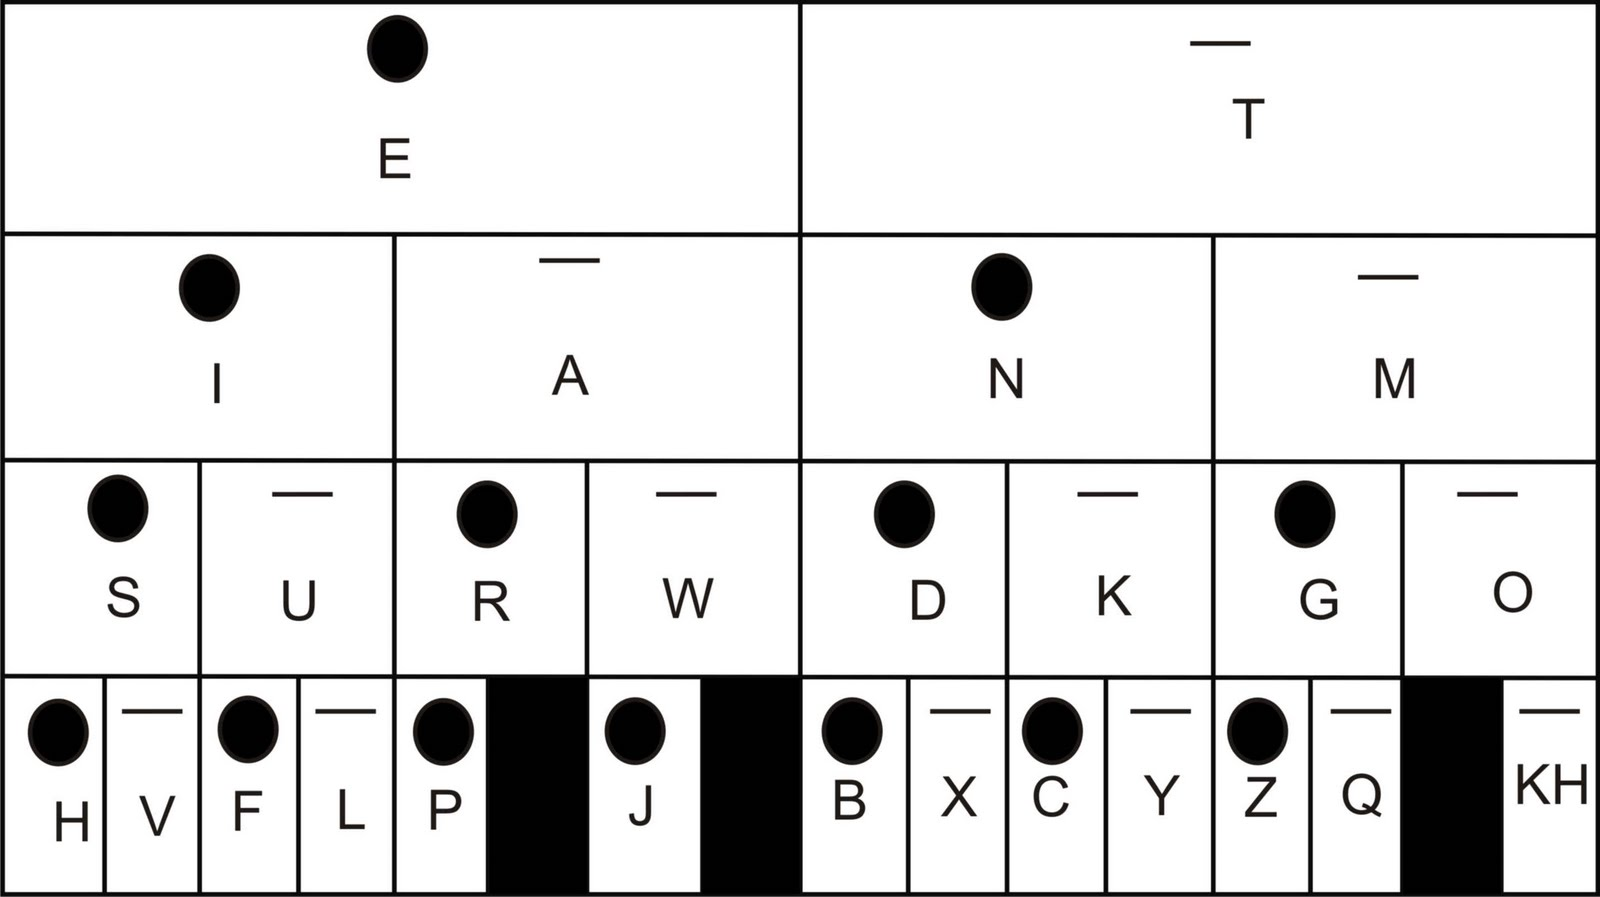 E T
I A N M
S U R W D K G O
H V F L P J B X C Y Z Q KH